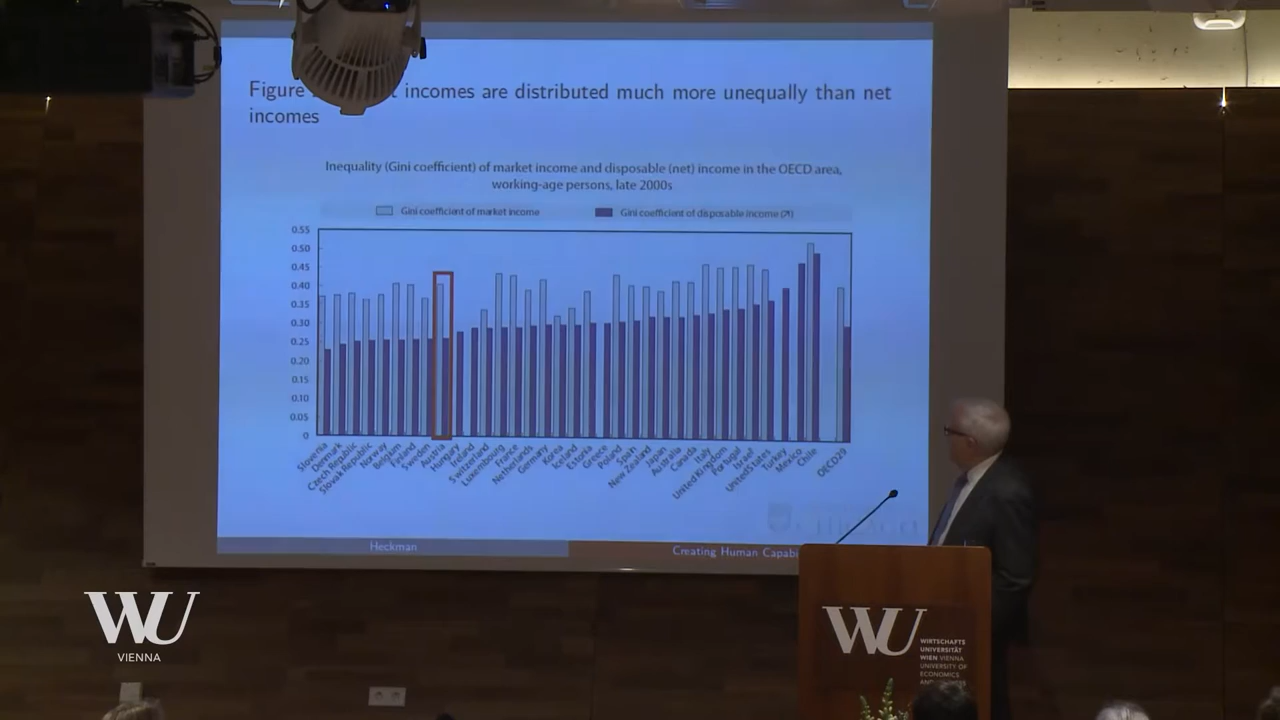 Figure incomes are distributed much more unequally than net
incomes
Inequality (Gini coefficient) of market income and disposable (net) income in the OECD area,
working-age persons, late 2000s
Gini coefficient of market income
Gini coefficient of disposable income (↗)
0.55
0.50
0.45
0.40
0.35
0.30
0.25
0.20
0.15
0.10
0.05
0
Slovenia
Denmark
Czech Republic
Slovak Republic
Norway
Belgium
Finland
Sweden
Austria
Hungary
Ireland
Switzerland
Luxembourg
France
Netherlands
Germany
Korea
Iceland
Estonia
Greece
Poland
Spain
New Zealand
Japan
Australia
Canada
Italy
United Kingdom
Portugal
Israel
United States
Turkey
Mexico
Chile
OECD29
CHICAGO
Heckman
Creating Human Capabi
WU
VIENNA
WU
WIRTSCHAFTS
UNIVERSITÄT
WIEN VIENNA
UNIVERSITY OF
ECONOMICS